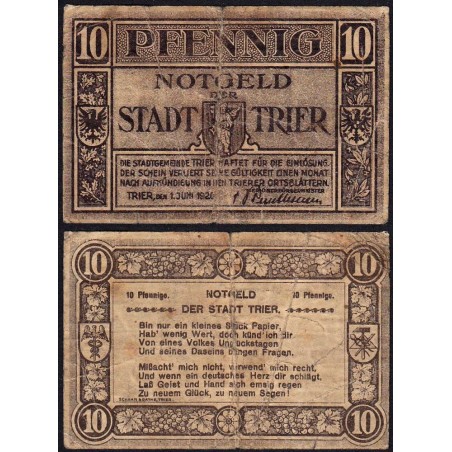 10 PFENNIG 10
NOTGELD
DER
STADT TRIER
DIE STADTGEMEINDE TRIER HAFTET FÜR DIE EINLÖSUNG.
DER SCHEIN VERLIERT SEINE GÜLTIGKEIT EINEN MONAT
NACH AUFKÜNDIGUNG IN DEN TRIERER ORTSBLÄTTERN.
DER OBERBÜRGERMEISTER
TRIER, DEN 1. JUNI 1920
10 10
10 Pfennige. NOTGELD 10 Pfennige.
DER STADT TRIER.
Bin nur ein kleines Stück Papier,
Hab' wenig Wert, doch künd' ich dir
Von eines Volkes Unglückstagen
Und seines Daseins bangen Fragen.
Mißacht' mich nicht, verwend' mich recht,
Und wenn ein deutsches Herz dir schlägt.
Laß Geist und Hand sich emsig regen
Zu neuem Glück, zu neuem Segen!
10 10